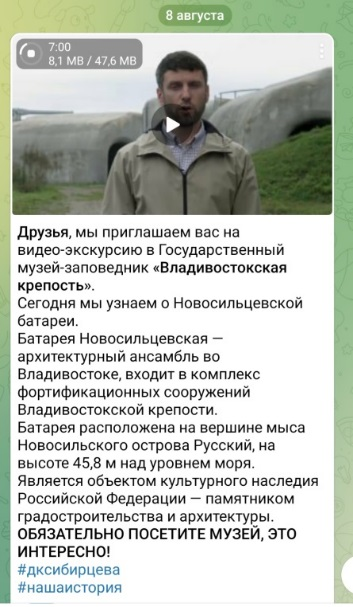 8 августа
7:00
8,1 MB / 47,6 MB
Друзья, мы приглашаем вас на
видео-экскурсию в Государственный
музей-заповедник «Владивостокская
крепость».
Сегодня мы узнаем о Новосильцевской
батареи.
Батарея Новосильцевская —
архитектурный ансамбль во
Владивостоке, входит в комплекс
фортификационных сооружений
Владивостокской крепости.
Батарея расположена на вершине мыса
Новосильского острова Русский, на
высоте 45,8 м над уровнем моря.
Является объектом культурного наследия
Российской Федерации — памятником
градостроительства и архитектуры.
ОБЯЗАТЕЛЬНО ПОСЕТИТЕ МУЗЕЙ, ЭТО
ИНТЕРЕСНО!
#дксибирцева
#нашаистория